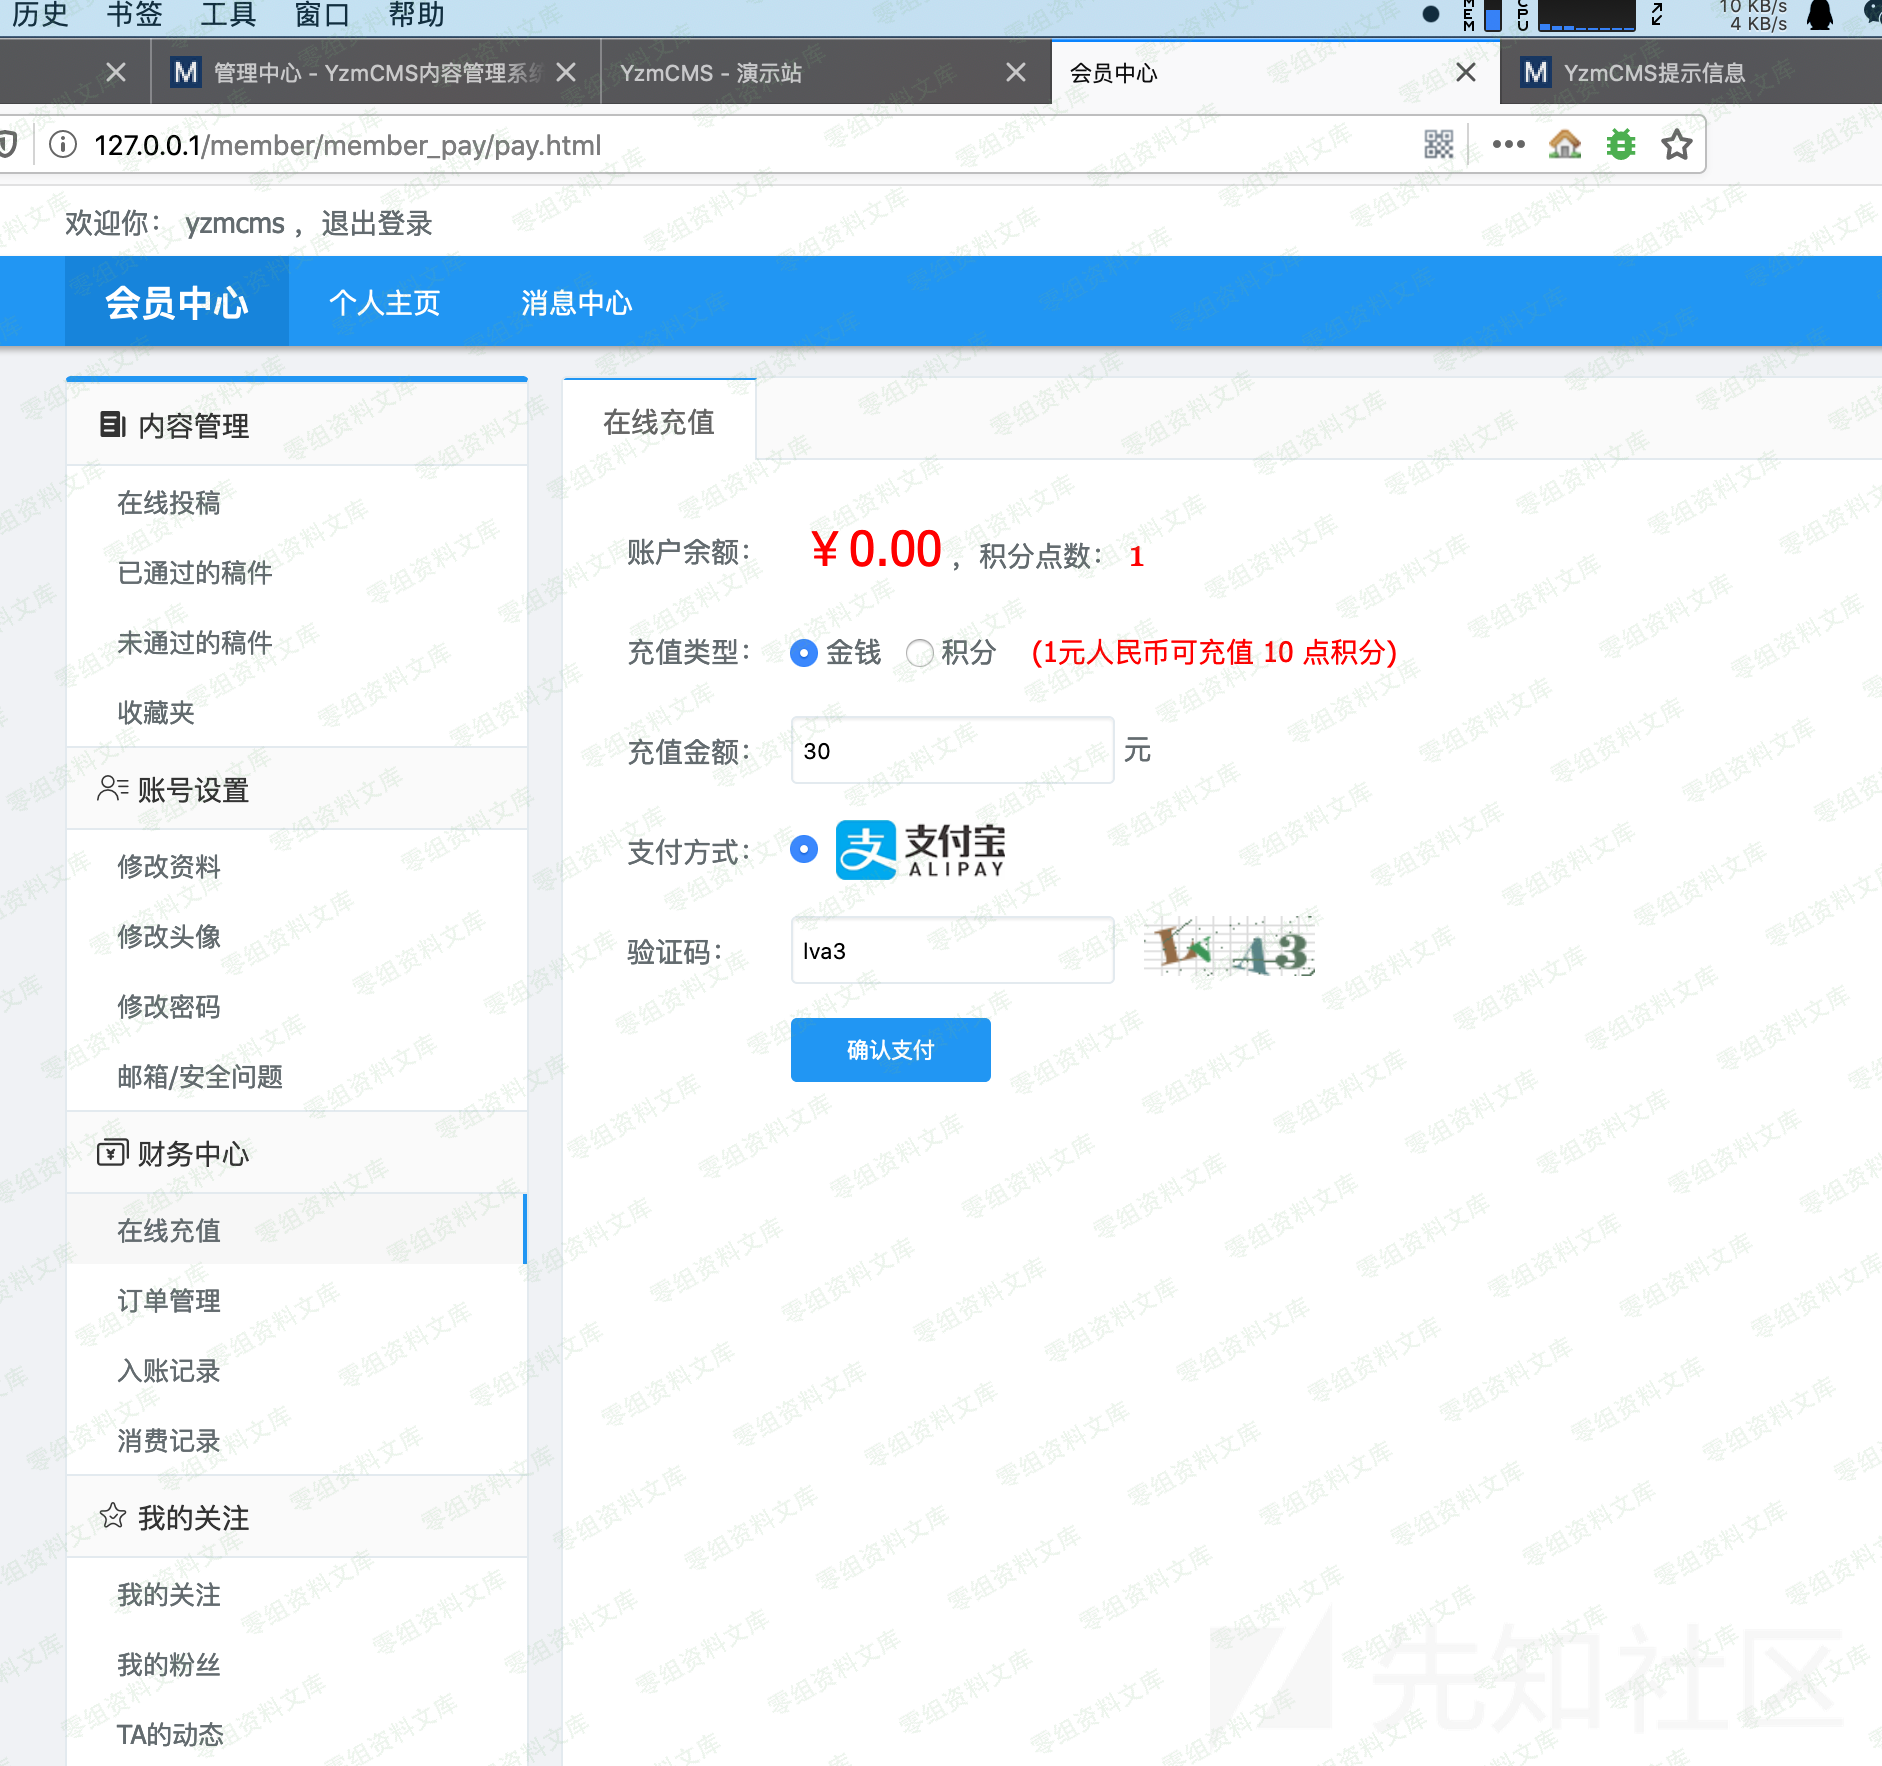 历史 书签 工具 窗口 帮助
MEM CPU 10 KB/s
4 KB/s
管理中心 - YzmCMS内容管理系统 YzmCMS - 演示站 会员中心 YzmCMS提示信息
127.0.0.1/member/member_pay/pay.html
欢迎你： yzmcms ， 退出登录
会员中心 个人主页 消息中心
内容管理
在线投稿
已通过的稿件
未通过的稿件
收藏夹
账号设置
修改资料
修改头像
修改密码
邮箱/安全问题
财务中心
在线充值
订单管理
入账记录
消费记录
我的关注
我的关注
我的粉丝
TA的动态
在线充值
账户余额： ￥0.00 ，积分点数： 1
充值类型： 金钱 积分 (1元人民币可充值 10 点积分)
充值金额： 30 元
支付方式： 支付宝
ALIPAY
验证码： lva3
确认支付
先知社区
零组资料文库